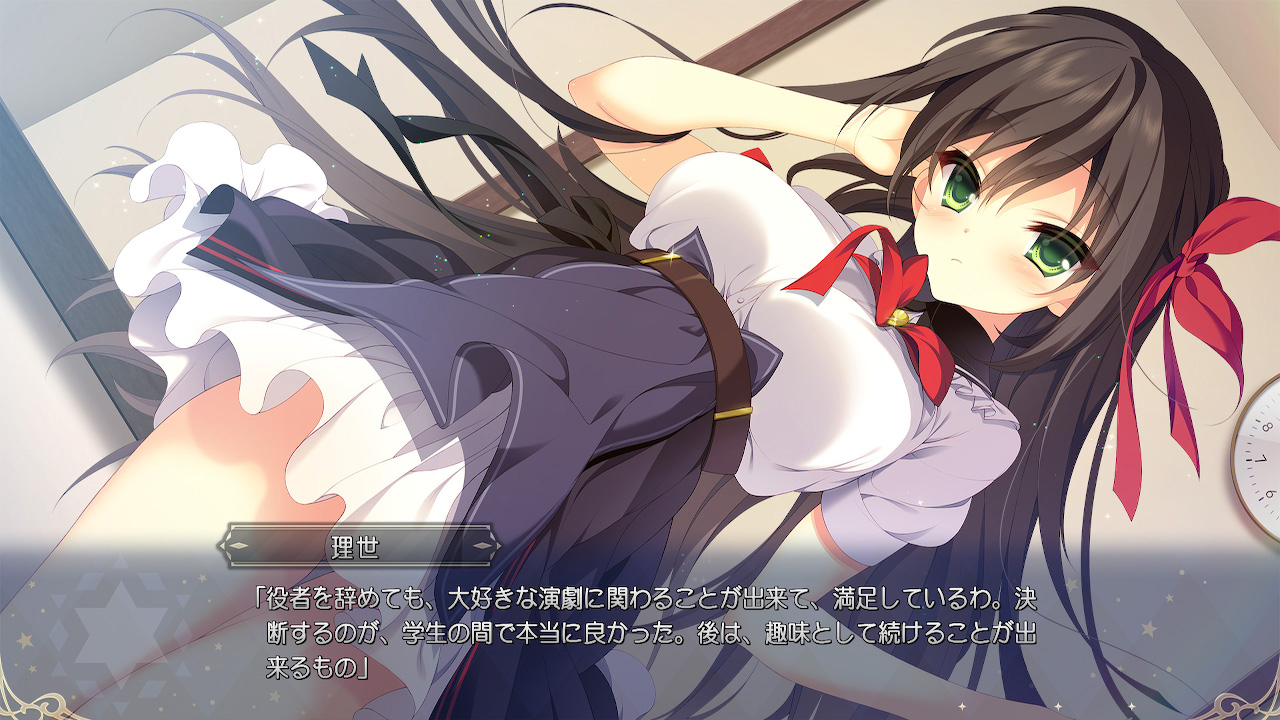 8
7
6
理世
「役者を辞めても、大好きな演劇に関わることが出来て、満足しているわ。決
断するのが、学生の間で本当に良かった。後は、趣味として続けることが出
来るもの」